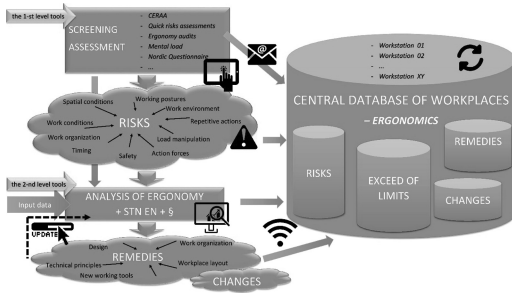 the 1-st level tools
SCREENING
ASSESSMENT
- CERAA
- Quick risks assessments
- Ergonomy audits
- Mental load
- Nordic Questionnaire
- ...
Spatial conditions
Working postures
Work environment
Work conditions
RISKS
Repetitive actions
Work organization
Load manipulation
Timing
Action forces
Safety
the 2-nd level tools
Input data
ANALYSIS OF ERGONOMY
+ STN EN + §
UPDATE
Design
Work organization
REMEDIES
Technical principles
Workplace layout
New working tools
CHANGES
- Workstation 01
- Workstation 02
- ...
- Workstation XY
CENTRAL DATABASE OF WORKPLACES
– ERGONOMICS
RISKS
EXCEED OF
LIMITS
REMEDIES
CHANGES